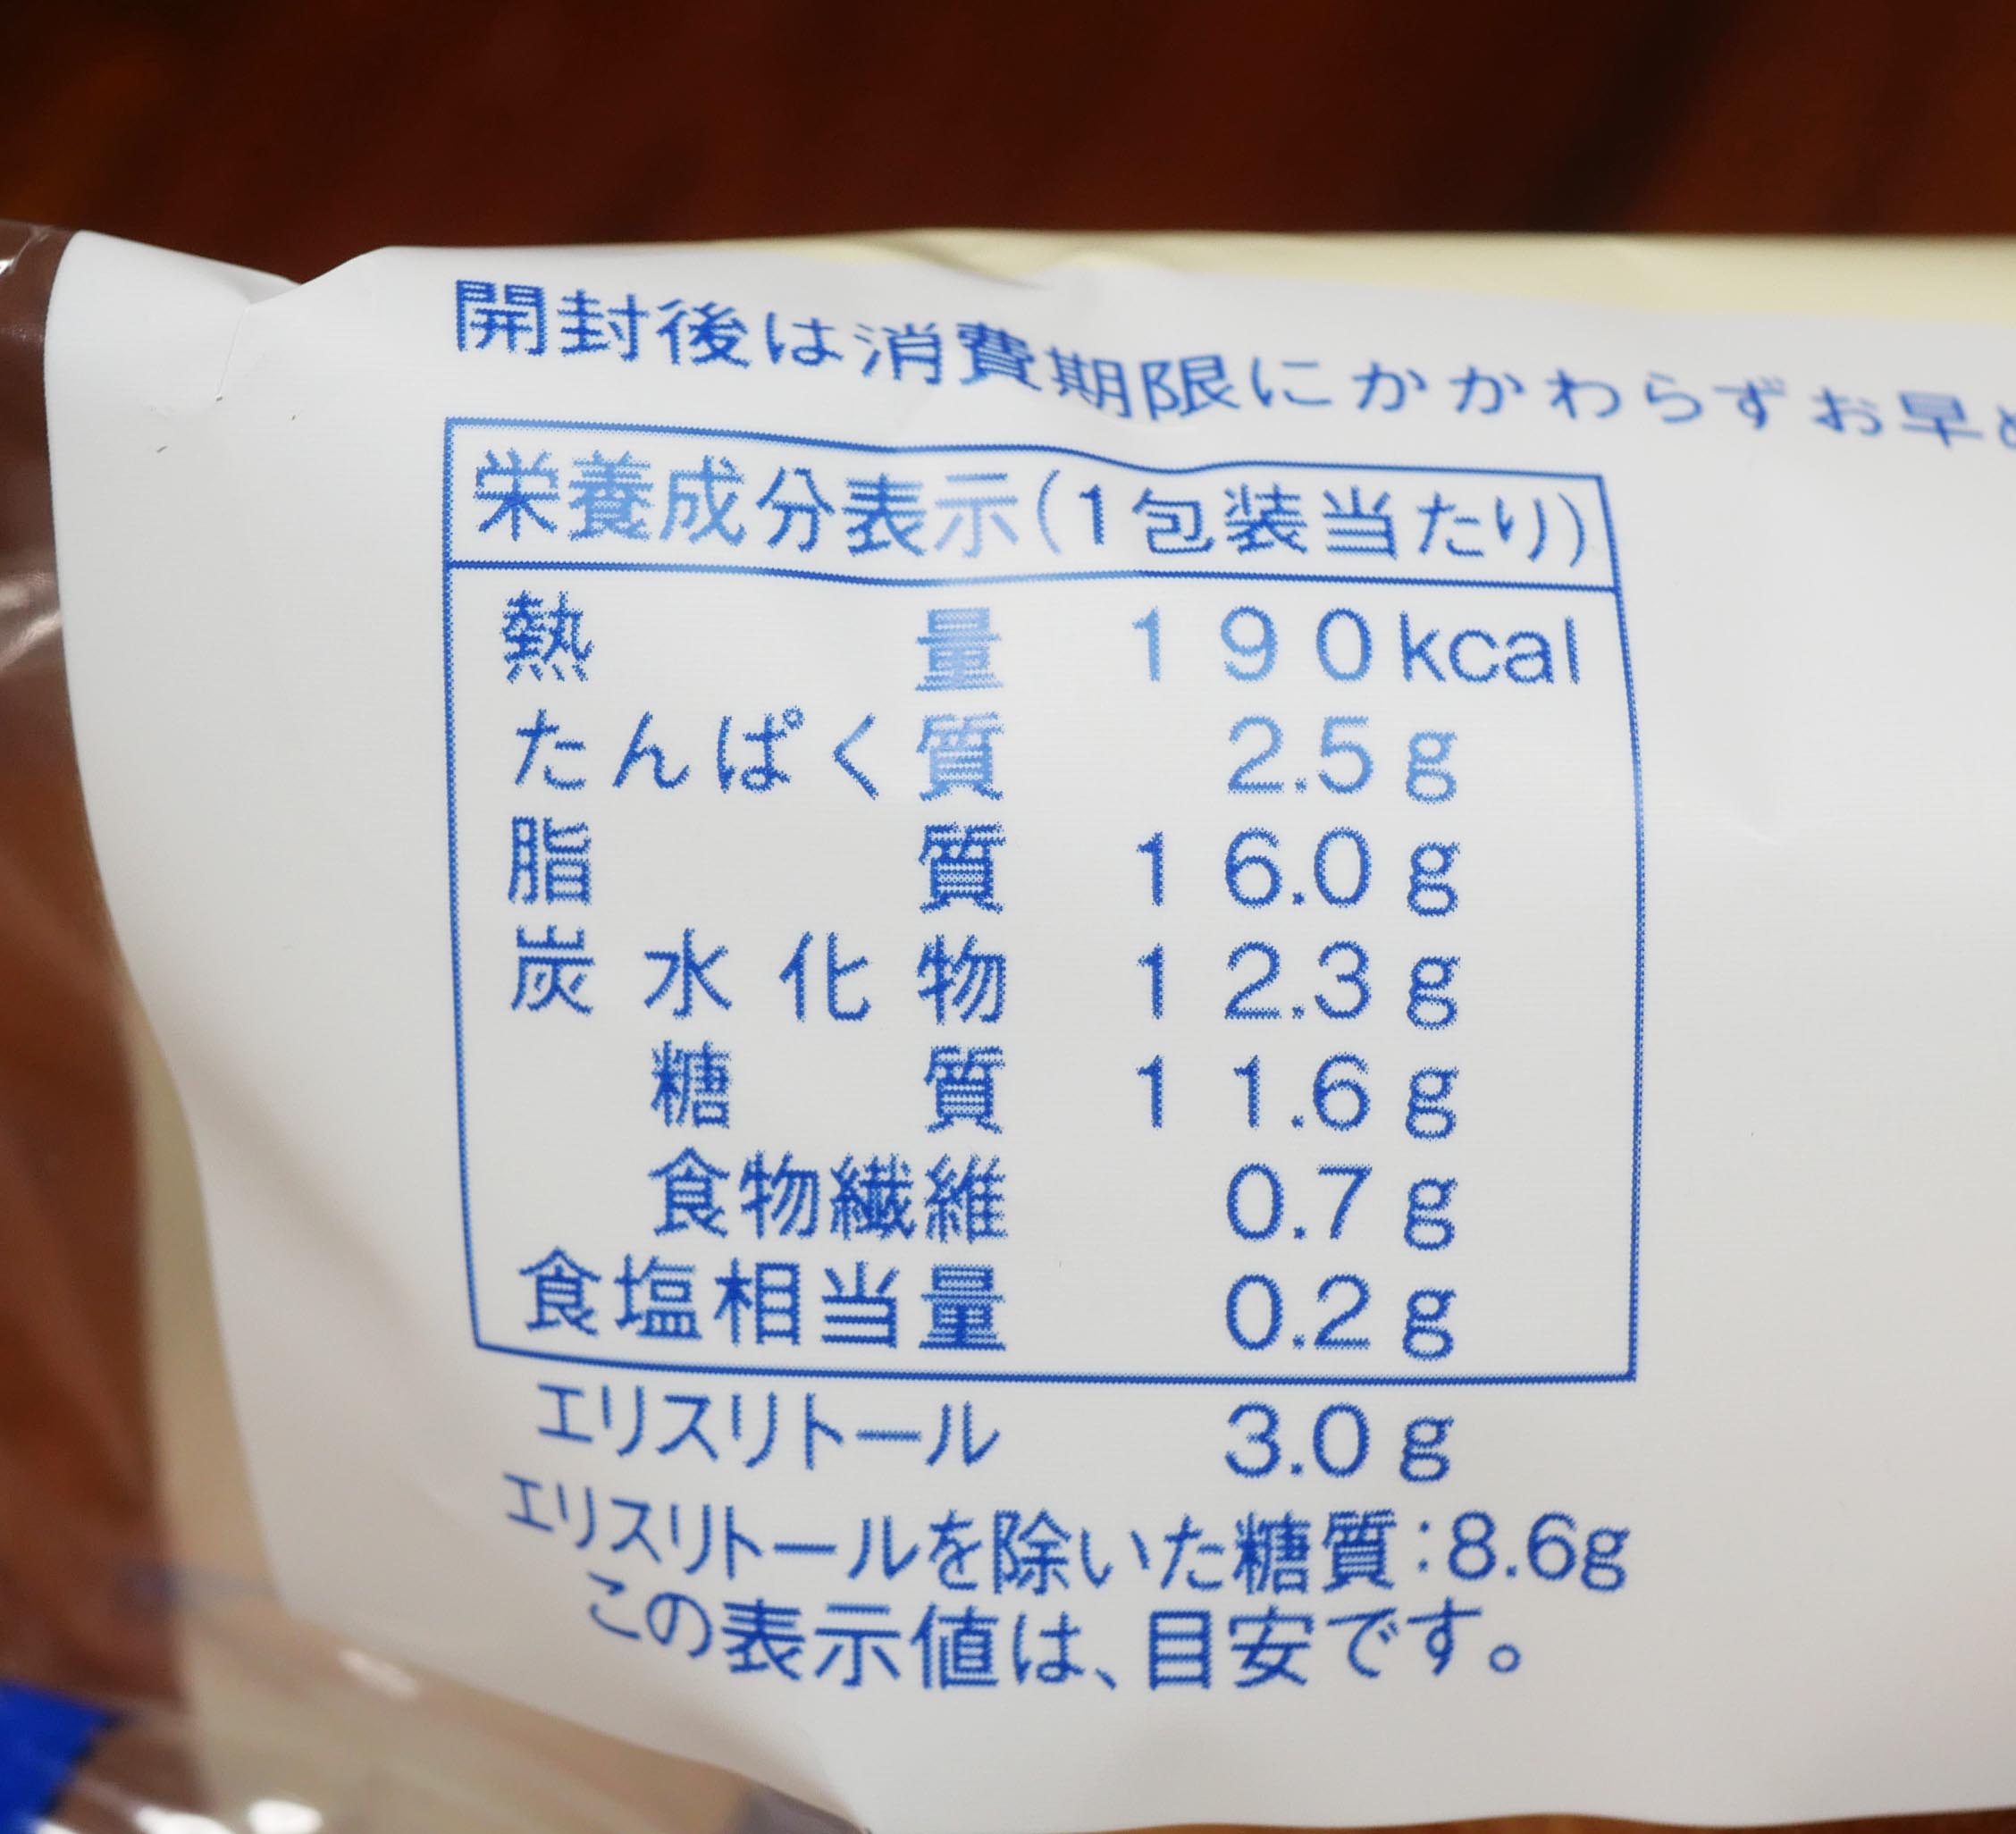 開封後は消費期限にかかわらずお早め
栄養成分表示(1包装当たり)
熱量 190kcal
たんぱく質 2.5g
脂質 16.0g
炭水化物 12.3g
糖質 11.6g
食物繊維 0.7g
食塩相当量 0.2g
エリスリトール 3.0g
エリスリトールを除いた糖質:8.6g
この表示値は、目安です。